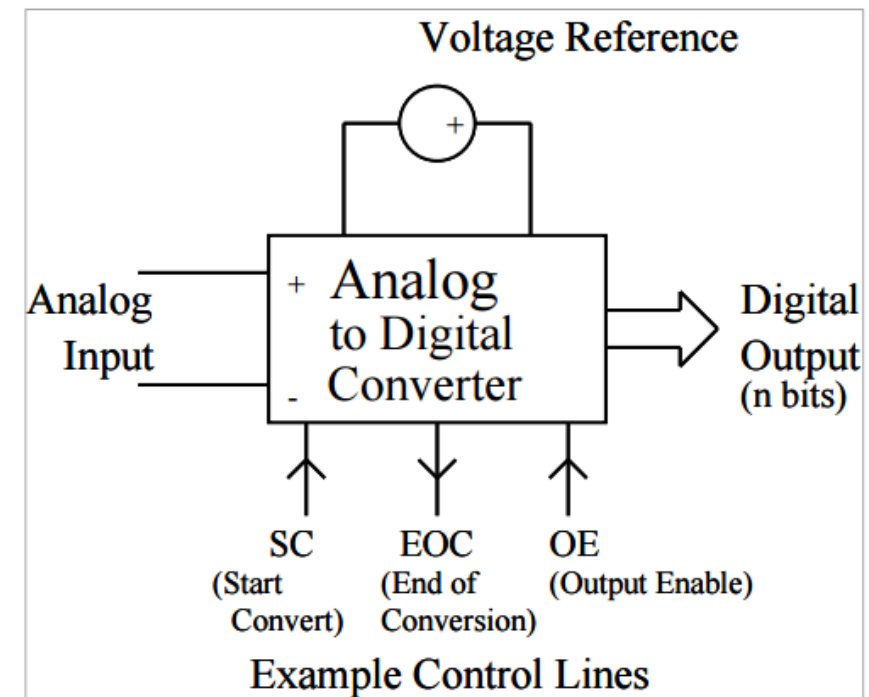 Voltage Reference
+
Analog
Input
+
-
Analog
to Digital
Converter
Digital
Output
(n bits)
SC
(Start
Convert)
EOC
(End of
Conversion)
OE
(Output Enable)
Example Control Lines